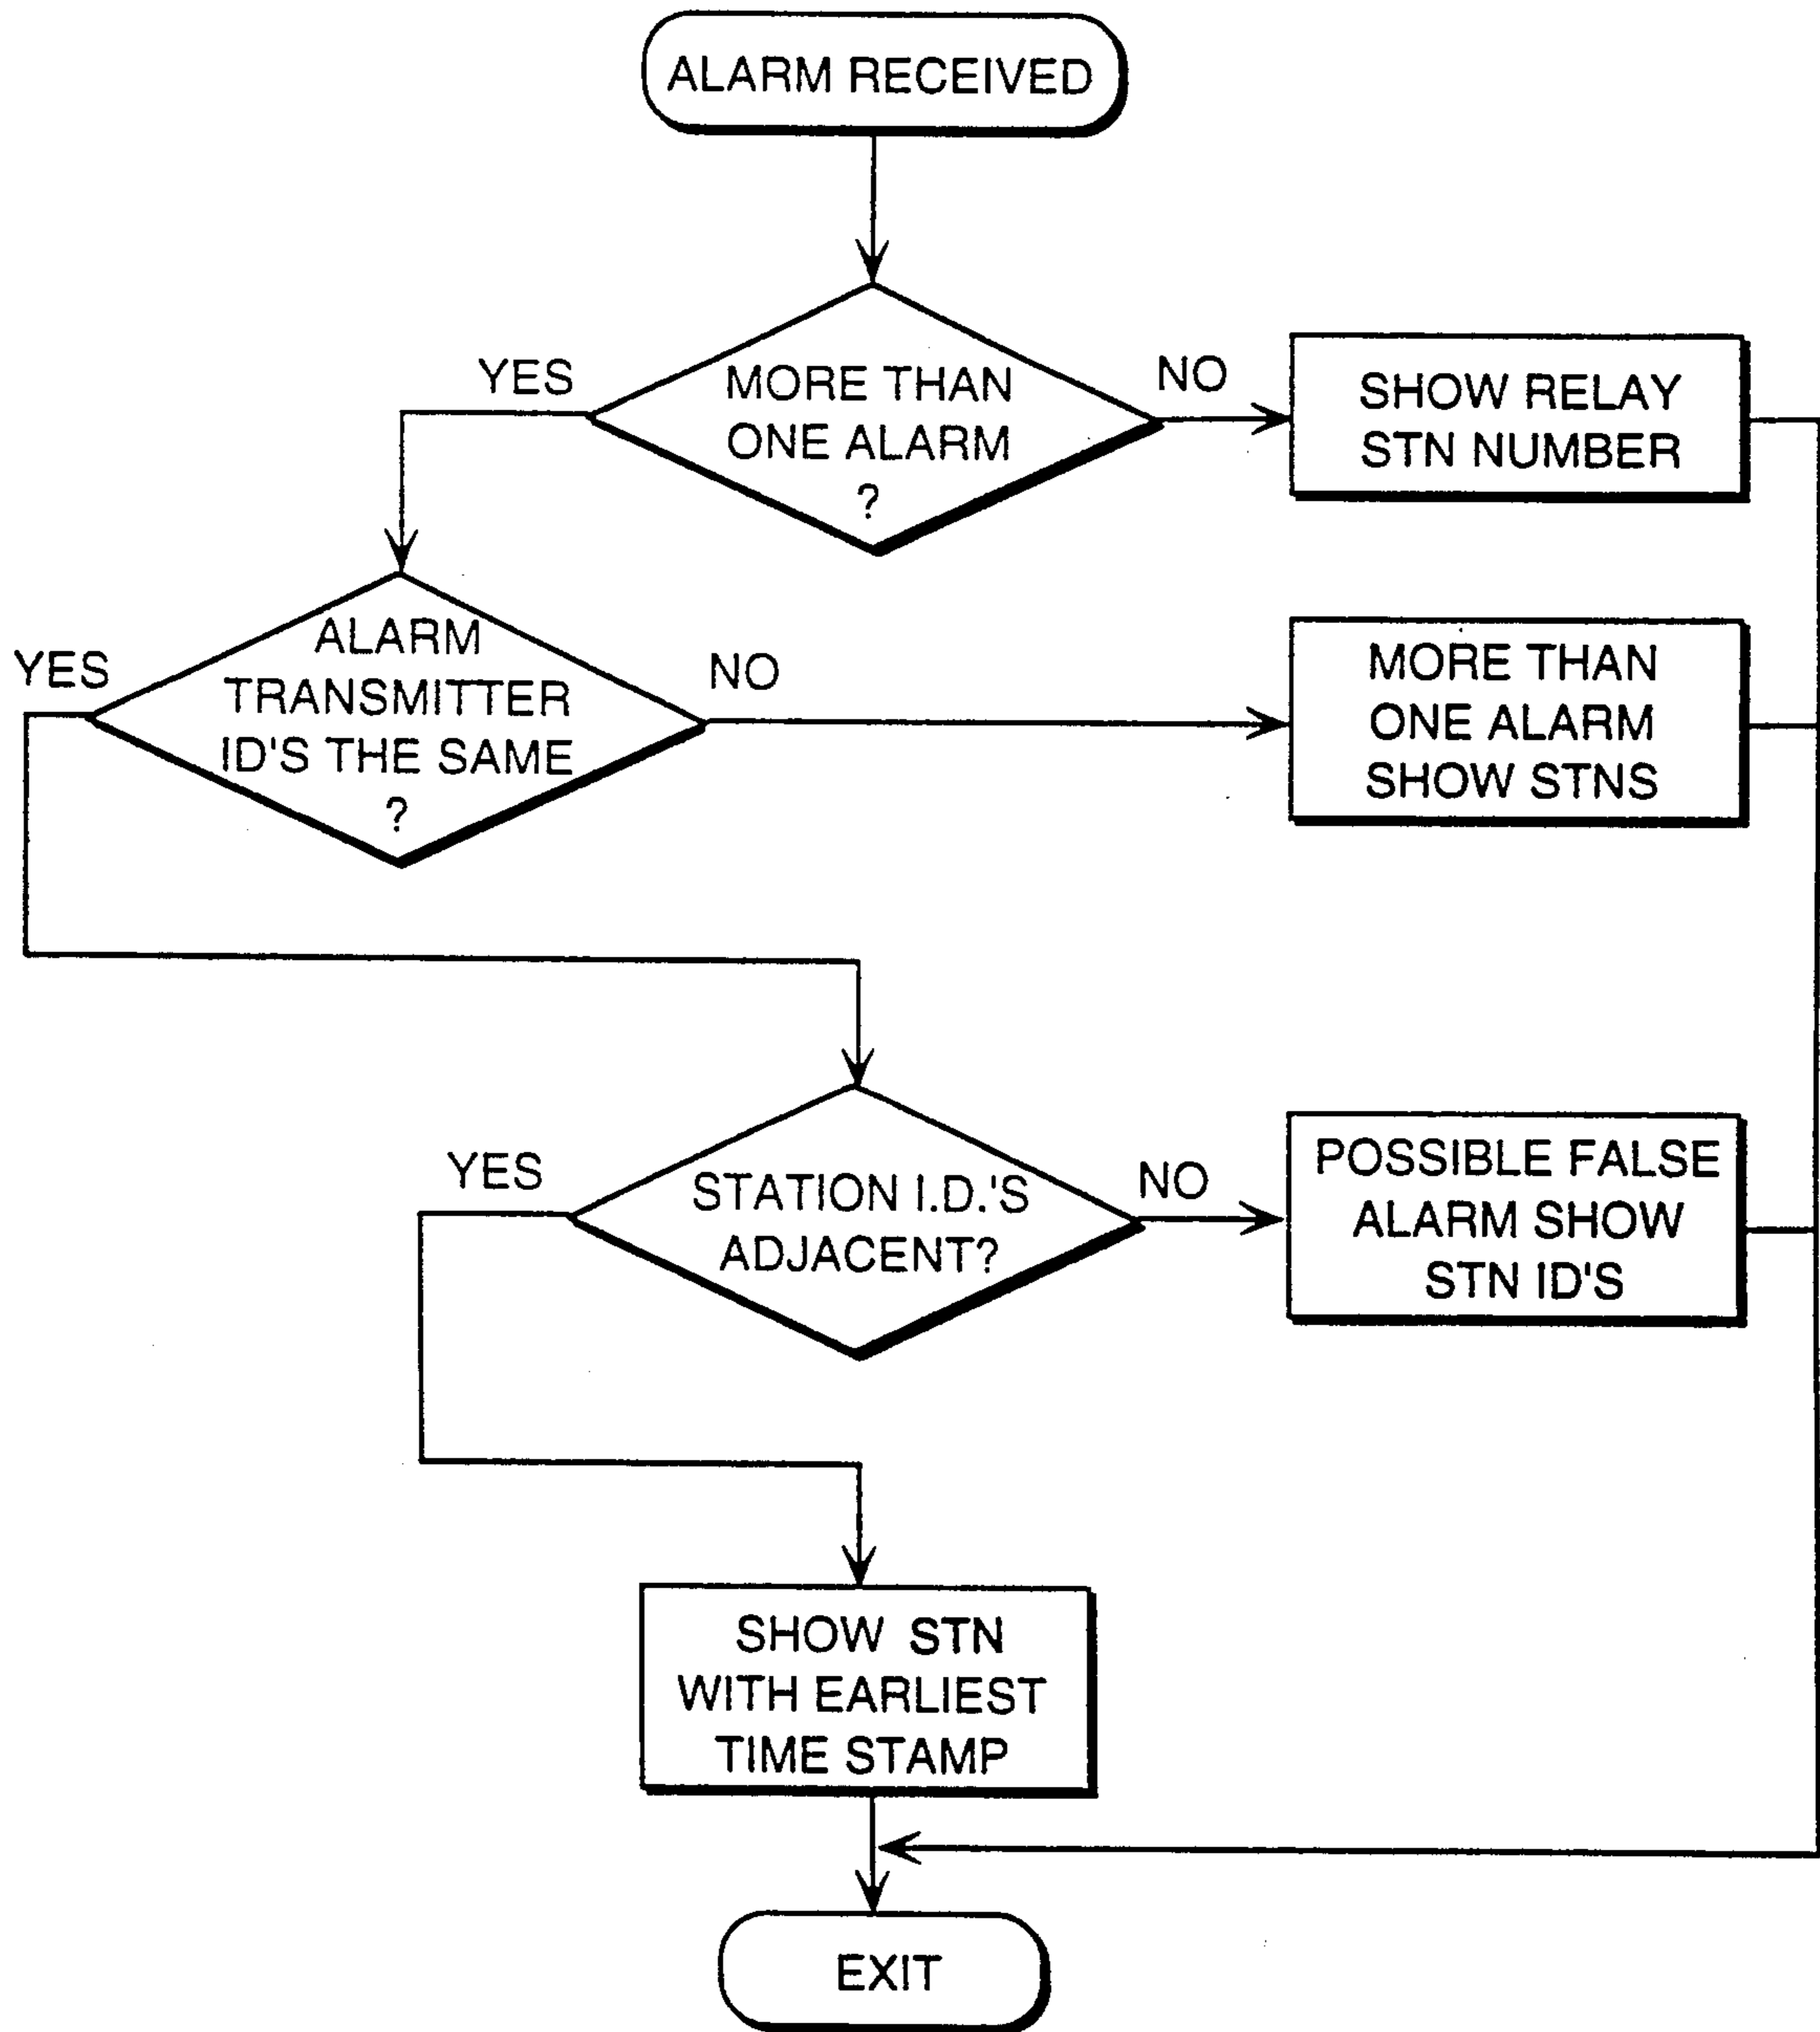 ALARM RECEIVED
YES
MORE THAN
ONE ALARM
?
NO
SHOW RELAY
STN NUMBER
YES
ALARM
TRANSMITTER
ID'S THE SAME
?
NO
MORE THAN
ONE ALARM
SHOW STNS
YES
STATION I.D.'S
ADJACENT?
NO
POSSIBLE FALSE
ALARM SHOW
STN ID'S
SHOW STN
WITH EARLIEST
TIME STAMP
EXIT